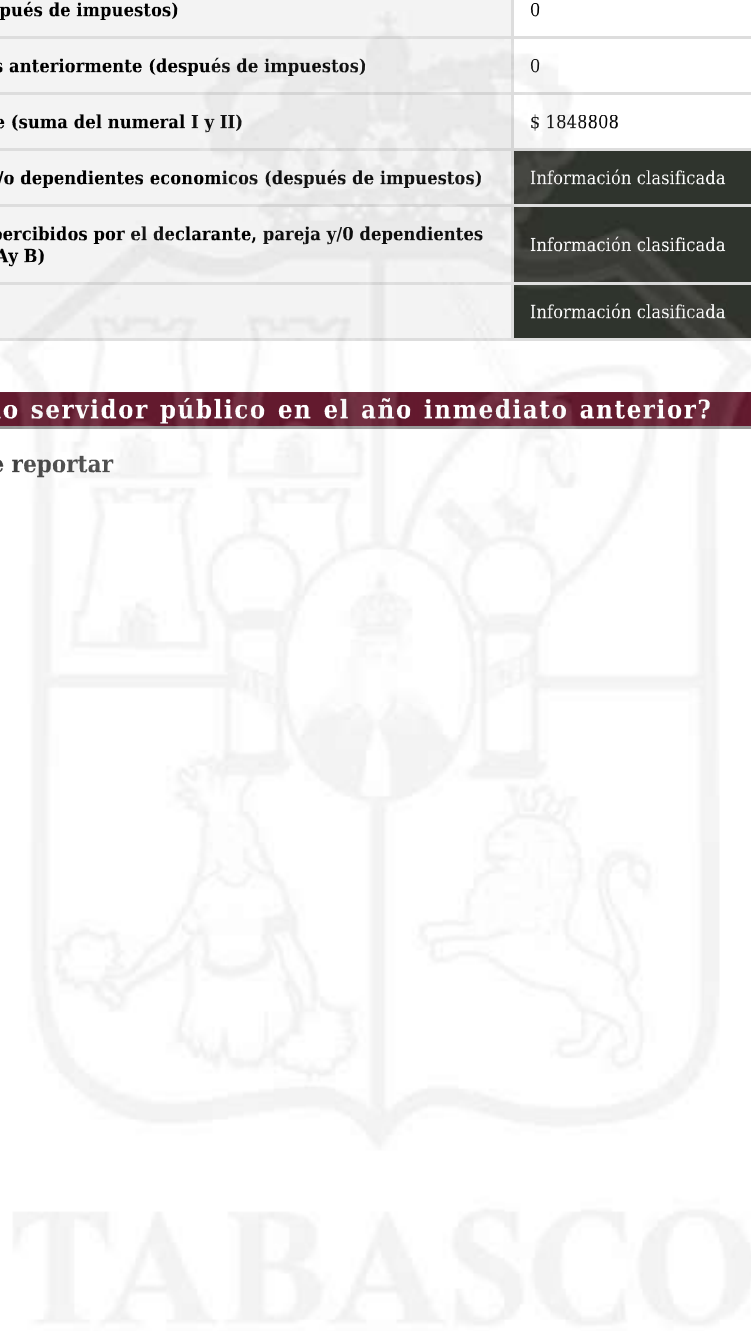 pués de impuestos) 0
s anteriormente (después de impuestos) 0
e (suma del numeral I y II) $ 1848808
/o dependientes economicos (después de impuestos) Información clasificada
percibidos por el declarante, pareja y/0 dependientes Información clasificada
Ay B)
Información clasificada
o servidor público en el año inmediato anterior?
e reportar
TABASCO